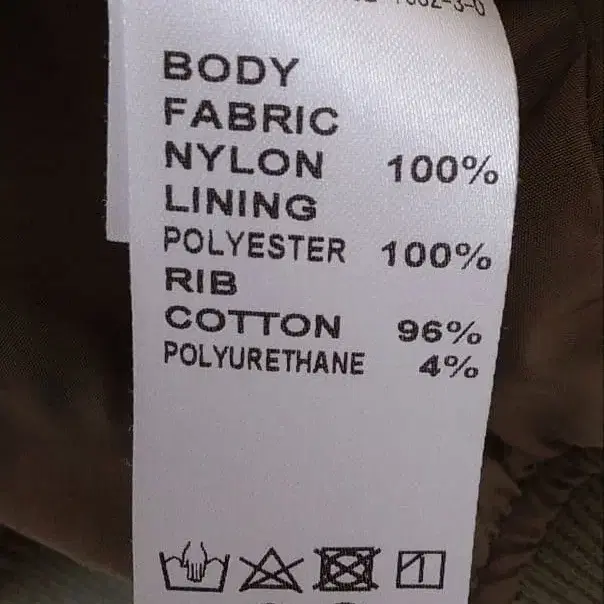 BODY
FABRIC
NYLON 100%
LINING
POLYESTER 100%
RIB
COTTON 96%
POLYURETHANE 4%